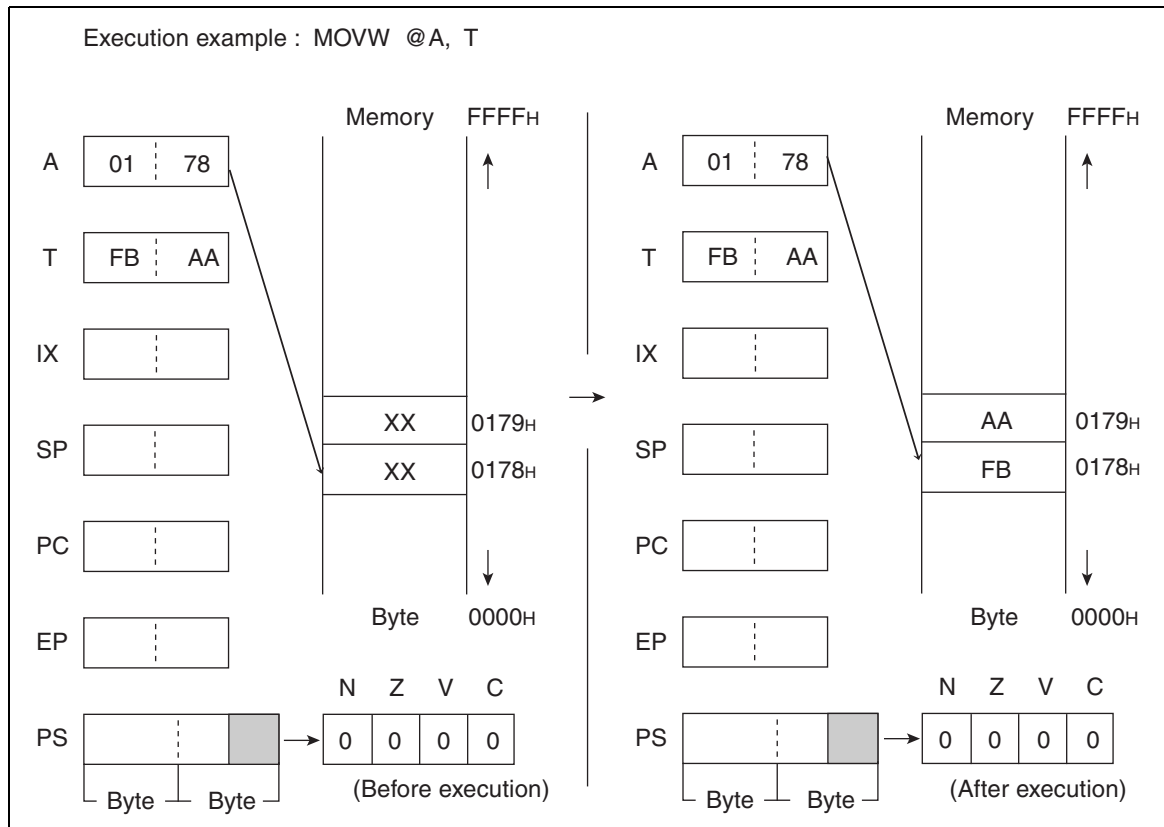 Execution example : MOVW @A, T
Memory FFFFH
A 01 78
T FB AA
IX
XX 0179H
SP
XX 0178H
PC
Byte 0000H
EP
N Z V C
PS 0 0 0 0
Byte Byte (Before execution)
Memory FFFFH
A 01 78
T FB AA
IX
AA 0179H
SP
FB 0178H
PC
Byte 0000H
EP
N Z V C
PS 0 0 0 0
Byte Byte (After execution)